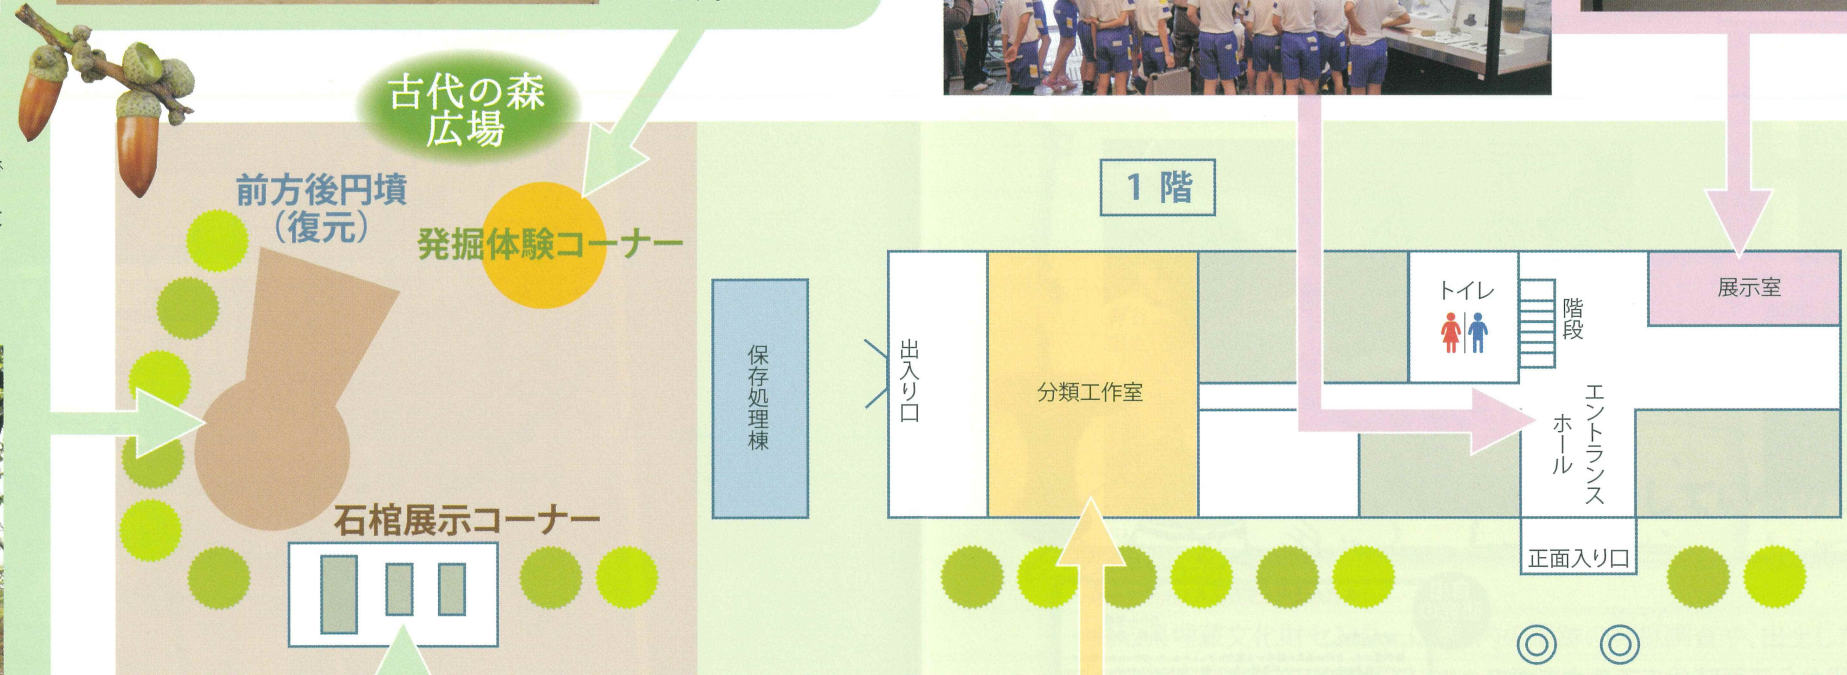 古代の森
広場
前方後円墳
(復元)
発掘体験コーナー
石棺展示コーナー
保存処理棟
1 階
出入り口
分類工作室
トイレ
階段
展示室
エントランス
ホール
正面入り口